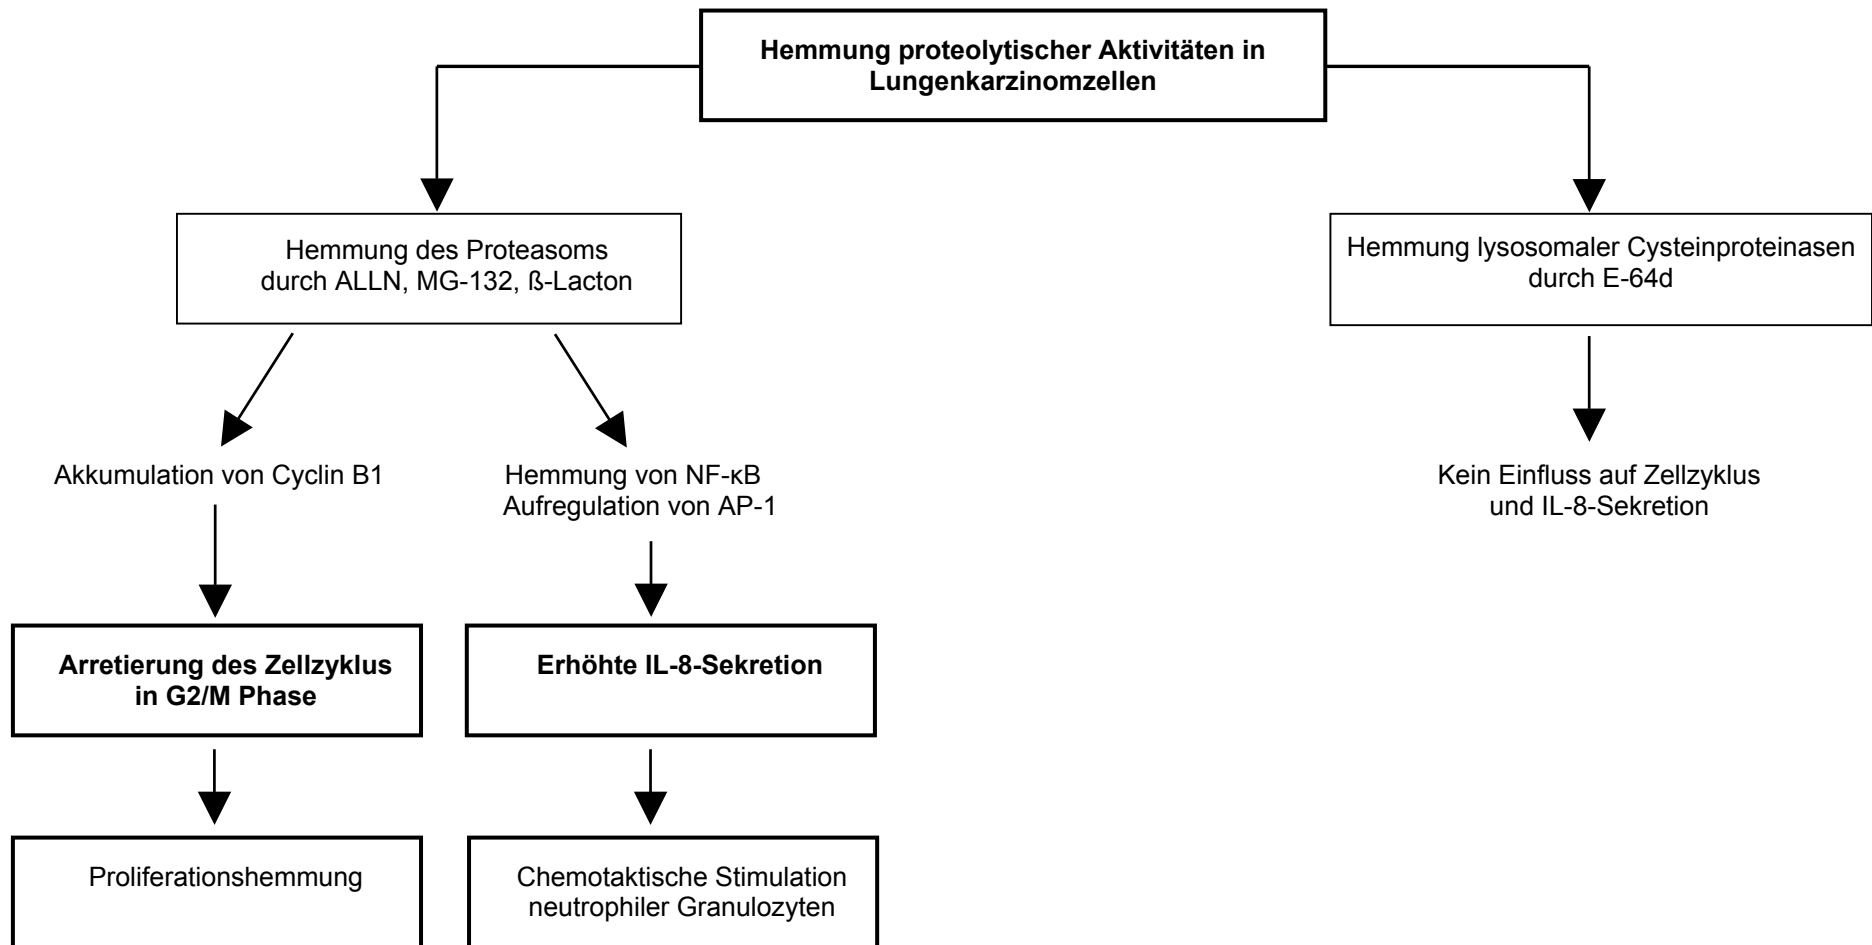 Hemmung proteolytischer Aktivitäten in
Lungenkarzinomzellen
Hemmung des Proteasoms
durch ALLN, MG-132, ß-Lacton
Hemmung lysosomaler Cysteinproteinasen
durch E-64d
Akkumulation von Cyclin B1
Hemmung von NF-κB
Aufregulation von AP-1
Kein Einfluss auf Zellzyklus
und IL-8-Sekretion
Arretierung des Zellzyklus
in G2/M Phase
Erhöhte IL-8-Sekretion
Proliferationshemmung
Chemotaktische Stimulation
neutrophiler Granulozyten